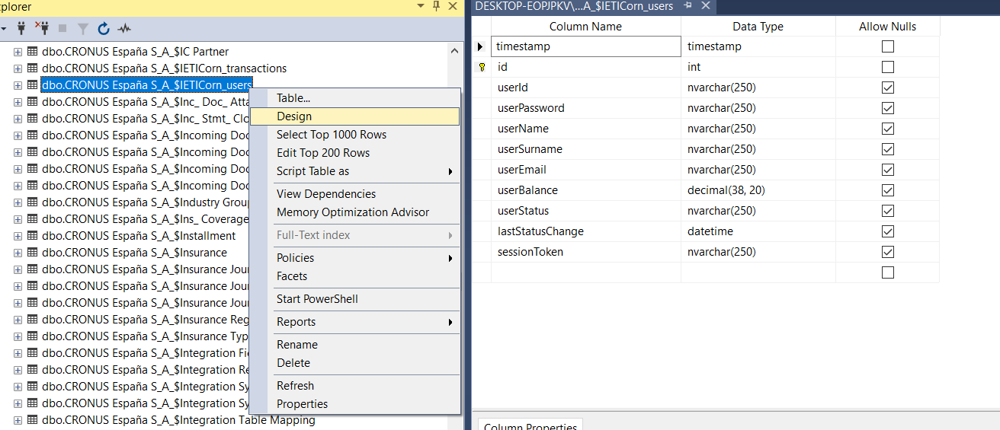 xplorer
dbo.CRONUS España S_A_$IC Partner
dbo.CRONUS España S_A_$IETICorn_transactions
dbo.CRONUS España S_A_$IETICorn_users
dbo.CRONUS España S_A_$Inc_ Doc_ Atta
dbo.CRONUS España S_A_$Inc_ Stmt_ Clo
dbo.CRONUS España S_A_$Incoming Doc
dbo.CRONUS España S_A_$Incoming Doc
dbo.CRONUS España S_A_$Incoming Doc
dbo.CRONUS España S_A_$Incoming Doc
dbo.CRONUS España S_A_$Industry Group
dbo.CRONUS España S_A_$Ins_ Coverage
dbo.CRONUS España S_A_$Installment
dbo.CRONUS España S_A_$Insurance
dbo.CRONUS España S_A_$Insurance Jour
dbo.CRONUS España S_A_$Insurance Jour
dbo.CRONUS España S_A_$Insurance Jour
dbo.CRONUS España S_A_$Insurance Reg
dbo.CRONUS España S_A_$Insurance Typ
dbo.CRONUS España S_A_$Integration Fie
dbo.CRONUS España S_A_$Integration Re
dbo.CRONUS España S_A_$Integration Sy
dbo.CRONUS España S_A_$Integration Sy
dbo.CRONUS España S_A_$Integration Table Mapping
Table...
Design
Select Top 1000 Rows
Edit Top 200 Rows
Script Table as
View Dependencies
Memory Optimization Advisor
Full-Text index
Policies
Facets
Start PowerShell
Reports
Rename
Delete
Refresh
Properties
DESKTOP-EOPJPKV\...A_$IETICorn_users
Column Name Data Type Allow Nulls
timestamp timestamp
id int
userId nvarchar(250)
userPassword nvarchar(250)
userName nvarchar(250)
userSurname nvarchar(250)
userEmail nvarchar(250)
userBalance decimal(38, 20)
userStatus nvarchar(250)
lastStatusChange datetime
sessionToken nvarchar(250)
Column Properties